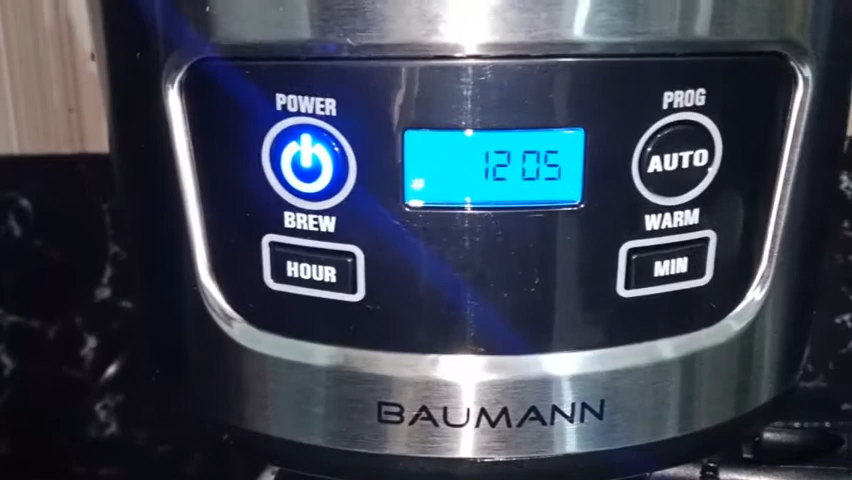 POWER
PROG
12 05
AUTO
BREW
WARM
HOUR
MIN
BAUMANN